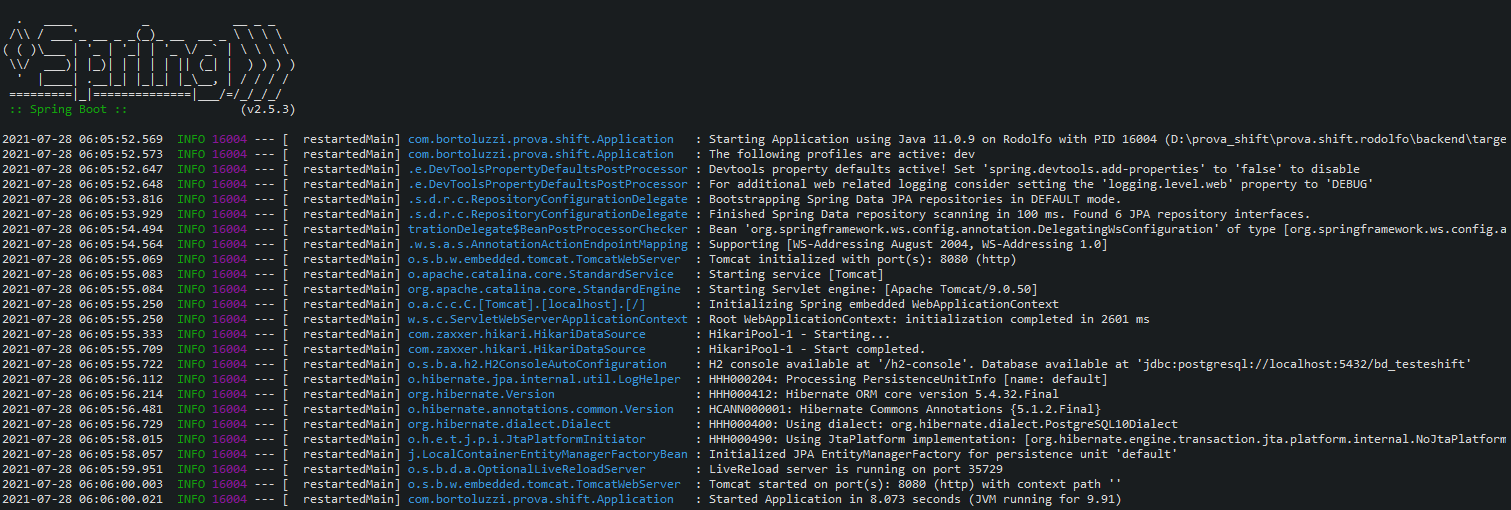 .   ____          _            __ _ _
 /\\ / ___'_ __ _ _(_)_ __  __ _ \ \ \ \
( ( )\___ | '_ | '_| | '_ \/ _` | \ \ \ \
 \\/  ___)| |_)| | | | | || (_| |  ) ) ) )
  '  |____| .__|_| |_|_| |_\__, | / / / /
 =========|_|==============|___/=/_/_/_/
 :: Spring Boot ::                (v2.5.3)
2021-07-28 06:05:52.569  INFO 16004 --- [  restartedMain] com.bortoluzzi.prova.shift.Application   : Starting Application using Java 11.0.9 on Rodolfo with PID 16004 (D:\prova_shift\prova.shift.rodolfo\backend\targe
2021-07-28 06:05:52.573  INFO 16004 --- [  restartedMain] com.bortoluzzi.prova.shift.Application   : The following profiles are active: dev
2021-07-28 06:05:52.647  INFO 16004 --- [  restartedMain] .e.DevToolsPropertyDefaultsPostProcessor : Devtools property defaults active! Set 'spring.devtools.add-properties' to 'false' to disable
2021-07-28 06:05:52.648  INFO 16004 --- [  restartedMain] .e.DevToolsPropertyDefaultsPostProcessor : For additional web related logging consider setting the 'logging.level.web' property to 'DEBUG'
2021-07-28 06:05:53.816  INFO 16004 --- [  restartedMain] .s.d.r.c.RepositoryConfigurationDelegate : Bootstrapping Spring Data JPA repositories in DEFAULT mode.
2021-07-28 06:05:53.929  INFO 16004 --- [  restartedMain] .s.d.r.c.RepositoryConfigurationDelegate : Finished Spring Data repository scanning in 100 ms. Found 6 JPA repository interfaces.
2021-07-28 06:05:54.494  INFO 16004 --- [  restartedMain] trationDelegate$BeanPostProcessorChecker : Bean 'org.springframework.ws.config.annotation.DelegatingWsConfiguration' of type [org.springframework.ws.config.a
2021-07-28 06:05:54.564  INFO 16004 --- [  restartedMain] .w.s.a.s.AnnotationActionEndpointMapping : Supporting [WS-Addressing August 2004, WS-Addressing 1.0]
2021-07-28 06:05:55.069  INFO 16004 --- [  restartedMain] o.s.b.w.embedded.tomcat.TomcatWebServer  : Tomcat initialized with port(s): 8080 (http)
2021-07-28 06:05:55.083  INFO 16004 --- [  restartedMain] o.apache.catalina.core.StandardService   : Starting service [Tomcat]
2021-07-28 06:05:55.084  INFO 16004 --- [  restartedMain] org.apache.catalina.core.StandardEngine  : Starting Servlet engine: [Apache Tomcat/9.0.50]
2021-07-28 06:05:55.250  INFO 16004 --- [  restartedMain] o.a.c.c.C.[Tomcat].[localhost].[/]       : Initializing Spring embedded WebApplicationContext
2021-07-28 06:05:55.250  INFO 16004 --- [  restartedMain] w.s.c.ServletWebServerApplicationContext : Root WebApplicationContext: initialization completed in 2601 ms
2021-07-28 06:05:55.333  INFO 16004 --- [  restartedMain] com.zaxxer.hikari.HikariDataSource       : HikariPool-1 - Starting...
2021-07-28 06:05:55.709  INFO 16004 --- [  restartedMain] com.zaxxer.hikari.HikariDataSource       : HikariPool-1 - Start completed.
2021-07-28 06:05:55.722  INFO 16004 --- [  restartedMain] o.s.b.a.h2.H2ConsoleAutoConfiguration    : H2 console available at '/h2-console'. Database available at 'jdbc:postgresql://localhost:5432/bd_testeshift'
2021-07-28 06:05:56.112  INFO 16004 --- [  restartedMain] o.hibernate.jpa.internal.util.LogHelper  : HHH000204: Processing PersistenceUnitInfo [name: default]
2021-07-28 06:05:56.214  INFO 16004 --- [  restartedMain] org.hibernate.Version                    : HHH000412: Hibernate ORM core version 5.4.32.Final
2021-07-28 06:05:56.481  INFO 16004 --- [  restartedMain] o.hibernate.annotations.common.Version   : HCANN000001: Hibernate Commons Annotations {5.1.2.Final}
2021-07-28 06:05:56.729  INFO 16004 --- [  restartedMain] org.hibernate.dialect.Dialect            : HHH000400: Using dialect: org.hibernate.dialect.PostgreSQL10Dialect
2021-07-28 06:05:58.015  INFO 16004 --- [  restartedMain] o.h.e.t.j.p.i.JtaPlatformInitiator       : HHH000490: Using JtaPlatform implementation: [org.hibernate.engine.transaction.jta.platform.internal.NoJtaPlatform
2021-07-28 06:05:58.057  INFO 16004 --- [  restartedMain] j.LocalContainerEntityManagerFactoryBean : Initialized JPA EntityManagerFactory for persistence unit 'default'
2021-07-28 06:05:59.951  INFO 16004 --- [  restartedMain] o.s.b.d.a.OptionalLiveReloadServer       : LiveReload server is running on port 35729
2021-07-28 06:06:00.003  INFO 16004 --- [  restartedMain] o.s.b.w.embedded.tomcat.TomcatWebServer  : Tomcat started on port(s): 8080 (http) with context path ''
2021-07-28 06:06:00.021  INFO 16004 --- [  restartedMain] com.bortoluzzi.prova.shift.Application   : Started Application in 8.073 seconds (JVM running for 9.91)